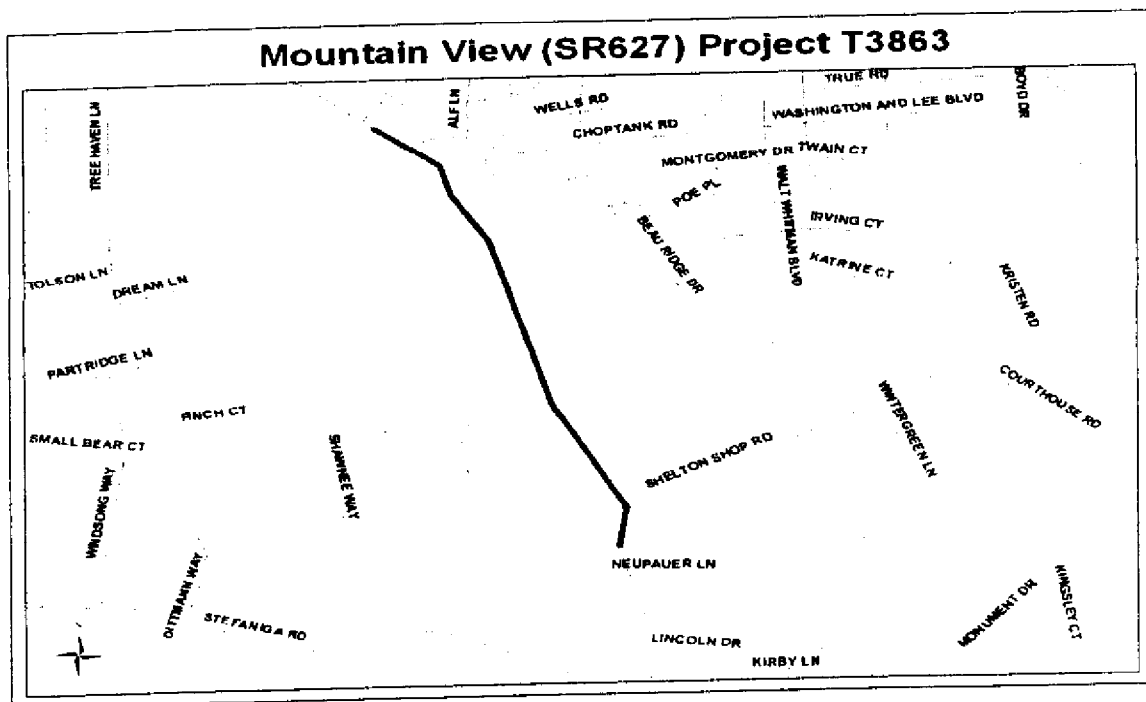 Mountain View (SR627) Project T3863
TREE HAVEN LN
ALF LN
WELLS RD
TRUE RD
BOYD DR
CHOPTANK RD
WASHINGTON AND LEE BLVD
MONTGOMERY DR
TWAIN CT
POE PL
WALT WHITMAN BLVD
BEAU RIDGE DR
IRVING CT
KATRINE CT
TOLSON LN
DREAM LN
KRISTEN RD
PARTRIDGE LN
FINCH CT
COURTHOUSE RD
SMALL BEAR CT
SHAWNEE WAY
WINTERGREEN LN
SHELTON SHOP RD
WINDSONG WAY
NEUPAUER LN
DITTMANN WAY
STEFANIGA RD
LINCOLN DR
KIRBY LN
MONUMENT DR
KINGSLEY CT